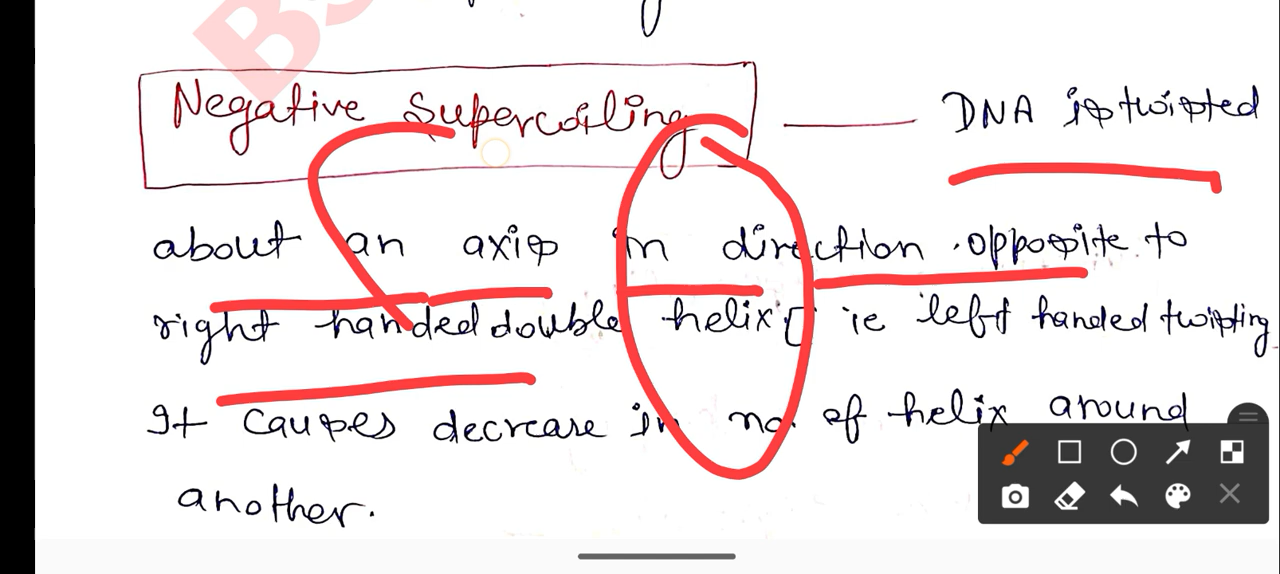 BS
Negative Supercoiling — DNA is twisted
about an axis in direction opposite to
right handed double helix [ ie left handed twisting
It causes decrease in no. of helix around
another.